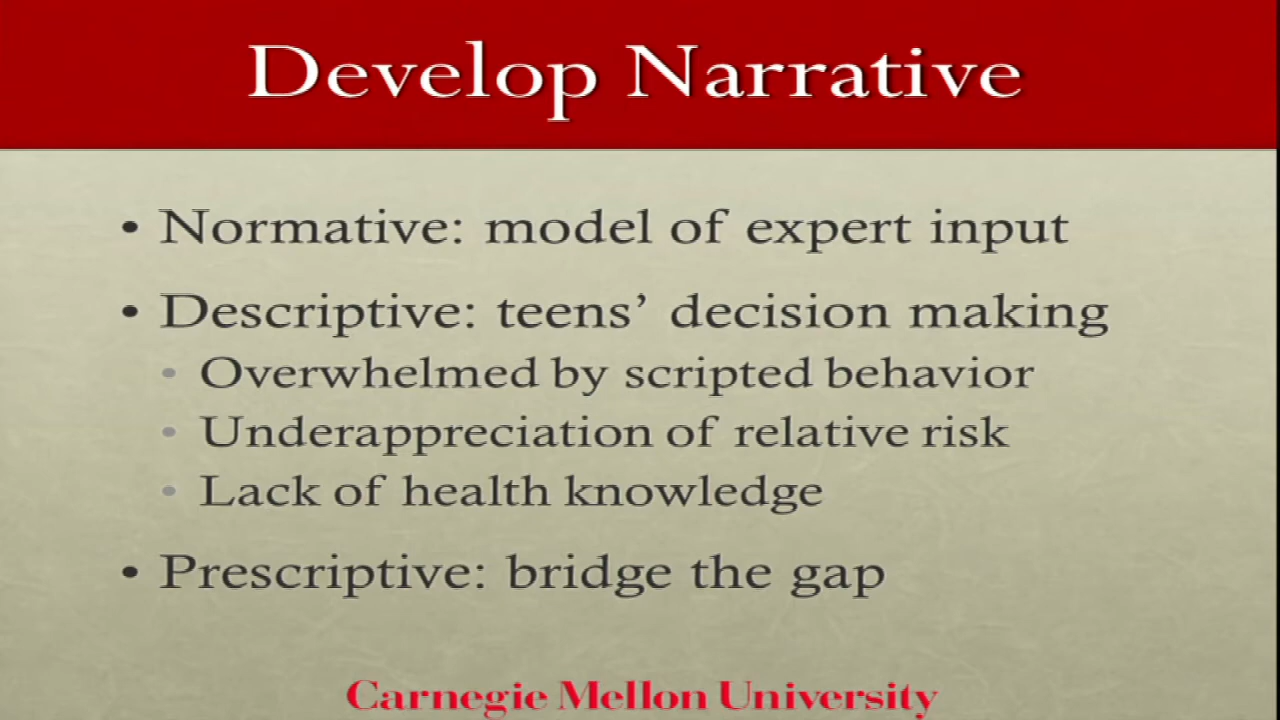 Develop Narrative
• Normative: model of expert input
• Descriptive: teens’ decision making
• Overwhelmed by scripted behavior
• Underappreciation of relative risk
• Lack of health knowledge
• Prescriptive: bridge the gap
Carnegie Mellon University